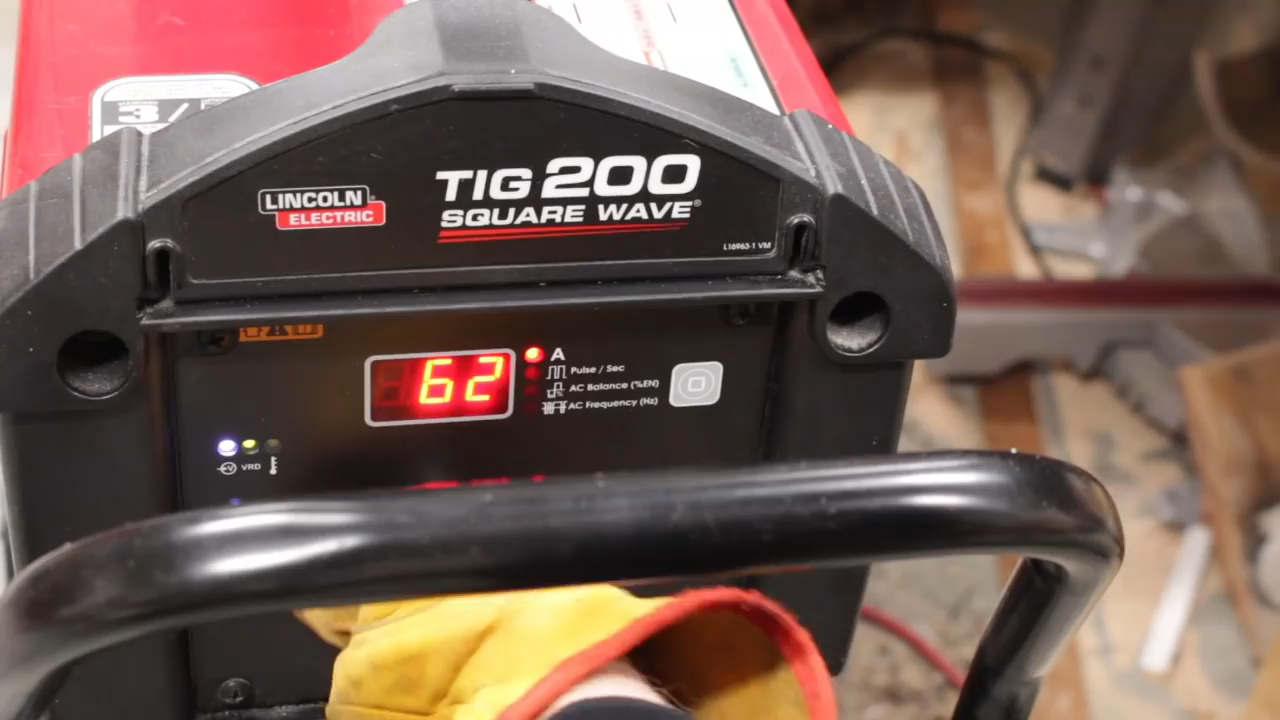 3/
LINCOLN®
ELECTRIC
TIG 200
SQUARE WAVE®
L16963-1 VM
62
A
Pulse / Sec
AC Balance (%EN)
AC Frequency (Hz)
VRD